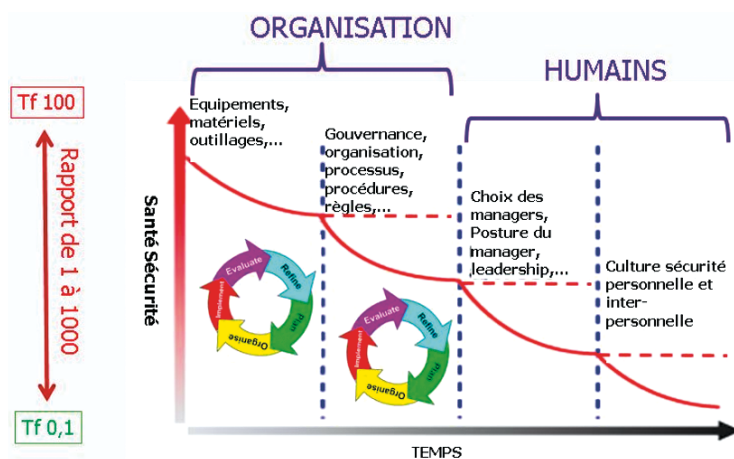 ORGANISATION
HUMAINS
Tf 100
Rapport de 1 à 1000
Tf 0,1
Santé Sécurité
Equipements,
matériels,
outillages,...
Gouvernance,
organisation,
processus,
procédures,
règles,...
Choix des
managers,
Posture du
manager,
leadership,...
Culture sécurité
personnelle et
inter-
personnelle
Evaluate
Refine
Plan
Organise
Implement
Evaluate
Refine
Plan
Organise
Implement
TEMPS